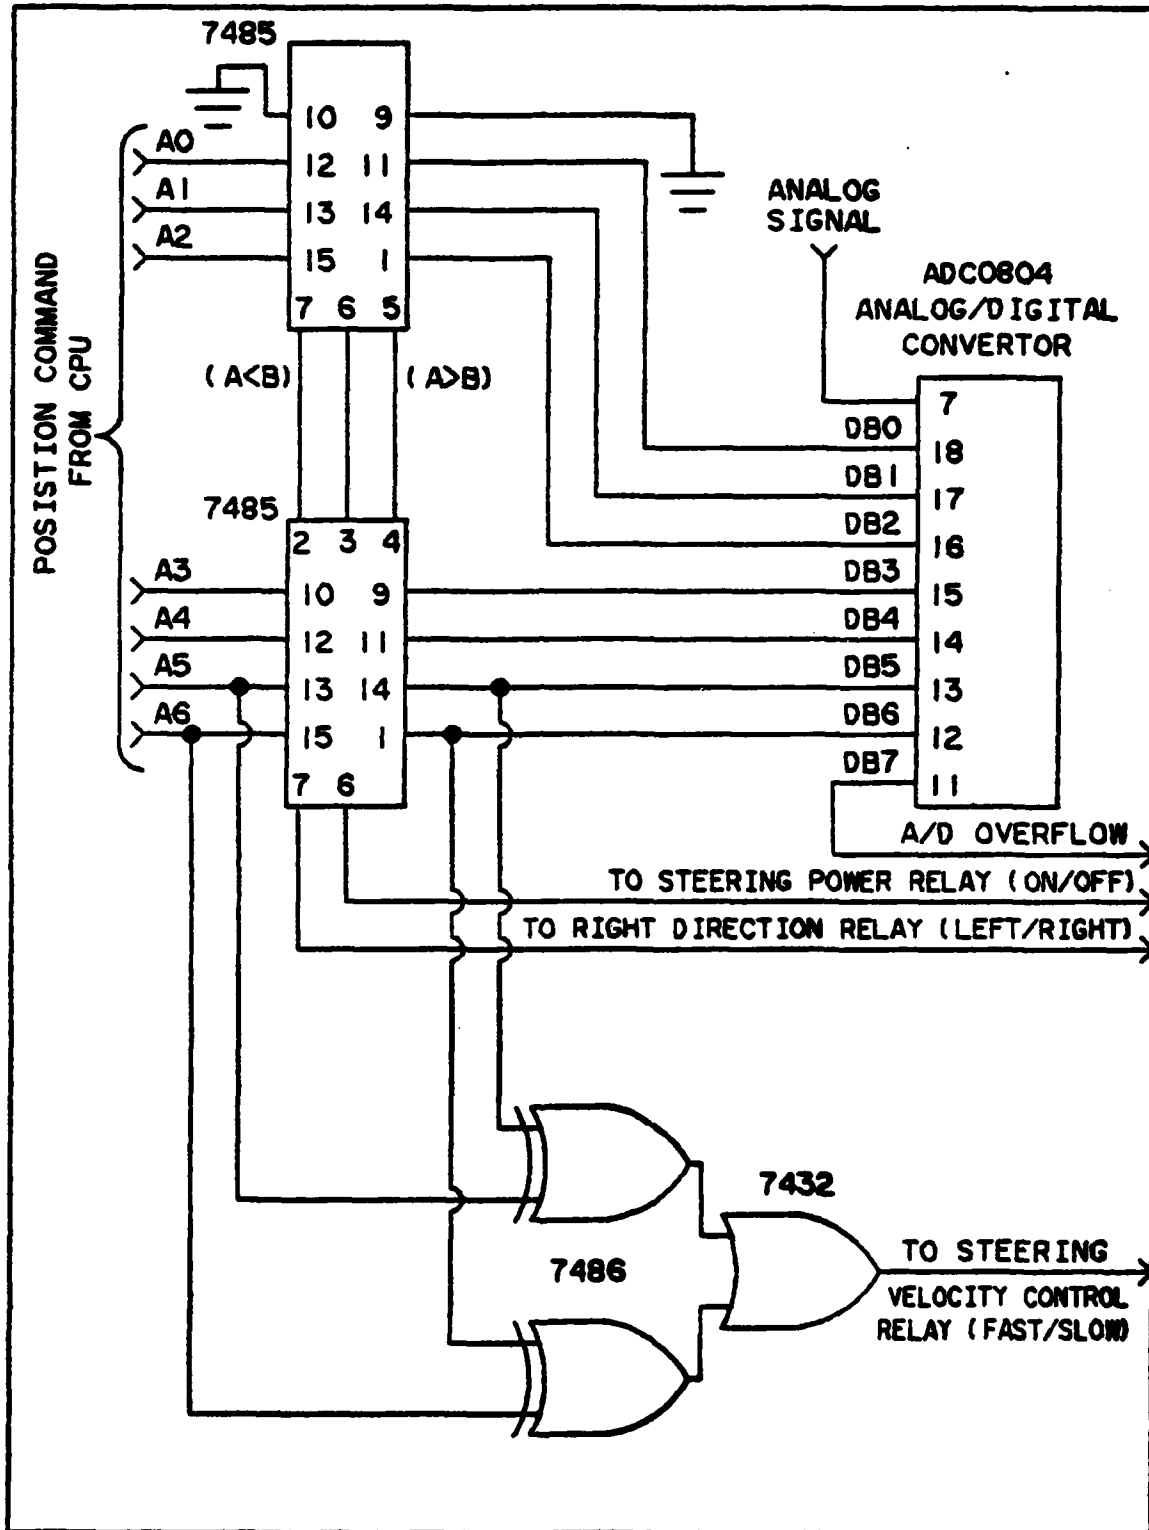 7485
10 9
A0
12 11
A1
13 14
A2
15 1
7 6 5
(A<B)
(A>B)
POSISTION COMMAND
FROM CPU
ANALOG
SIGNAL
ADC0804
ANALOG/DIGITAL
CONVERTOR
7
DB0
18
DB1
17
DB2
16
DB3
15
DB4
14
DB5
13
DB6
12
DB7
11
7485
2 3 4
A3
10 9
A4
12 11
A5
13 14
A6
15 1
7 6
A/D OVERFLOW
TO STEERING POWER RELAY (ON/OFF)
TO RIGHT DIRECTION RELAY (LEFT/RIGHT)
7486
7432
TO STEERING
VELOCITY CONTROL
RELAY (FAST/SLOW)